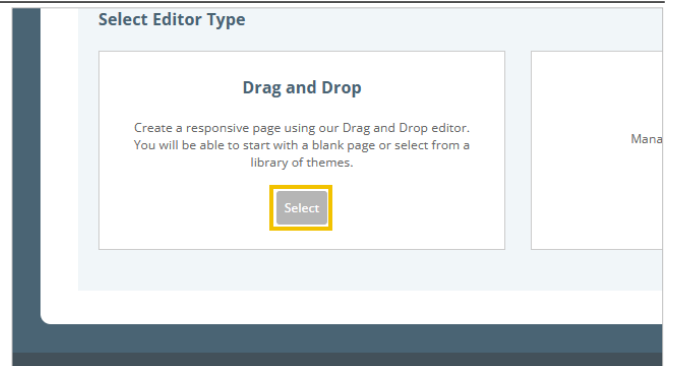 Select Editor Type
Drag and Drop
Create a responsive page using our Drag and Drop editor.
You will be able to start with a blank page or select from a
library of themes.
Select
Mana